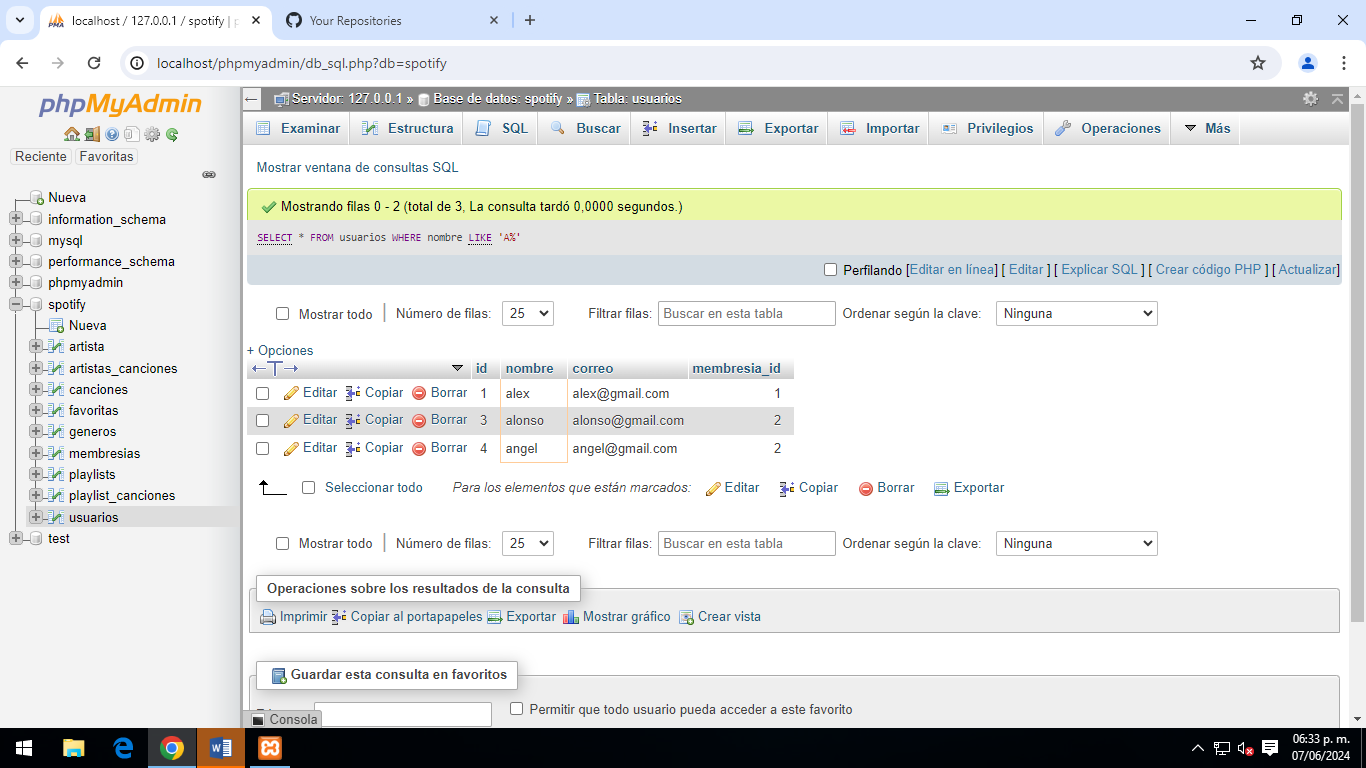 localhost / 127.0.0.1 / spotify | p
Your Repositories
localhost/phpmyadmin/db_sql.php?db=spotify
phpMyAdmin
Reciente Favoritas
Nueva
information_schema
mysql
performance_schema
phpmyadmin
spotify
Nueva
artista
artistas_canciones
canciones
favoritas
generos
membresias
playlists
playlist_canciones
usuarios
test
Servidor: 127.0.0.1 » Base de datos: spotify » Tabla: usuarios
Examinar Estructura SQL Buscar Insertar Exportar Importar Privilegios Operaciones Más
Mostrar ventana de consultas SQL
Mostrando filas 0 - 2 (total de 3, La consulta tardó 0,0000 segundos.)
SELECT * FROM usuarios WHERE nombre LIKE 'A%'
Perfilando [Editar en línea] [ Editar ] [ Explicar SQL ] [ Crear código PHP ] [ Actualizar]
Mostrar todo Número de filas: 25 Filtrar filas: Buscar en esta tabla Ordenar según la clave: Ninguna
+ Opciones
←T→ id nombre correo membresia_id
Editar Copiar Borrar 1 alex alex@gmail.com 1
Editar Copiar Borrar 3 alonso alonso@gmail.com 2
Editar Copiar Borrar 4 angel angel@gmail.com 2
Seleccionar todo Para los elementos que están marcados: Editar Copiar Borrar Exportar
Mostrar todo Número de filas: 25 Filtrar filas: Buscar en esta tabla Ordenar según la clave: Ninguna
Operaciones sobre los resultados de la consulta
Imprimir Copiar al portapapeles Exportar Mostrar gráfico Crear vista
Guardar esta consulta en favoritos
Permitir que todo usuario pueda acceder a este favorito
Consola
06:33 p. m.
07/06/2024